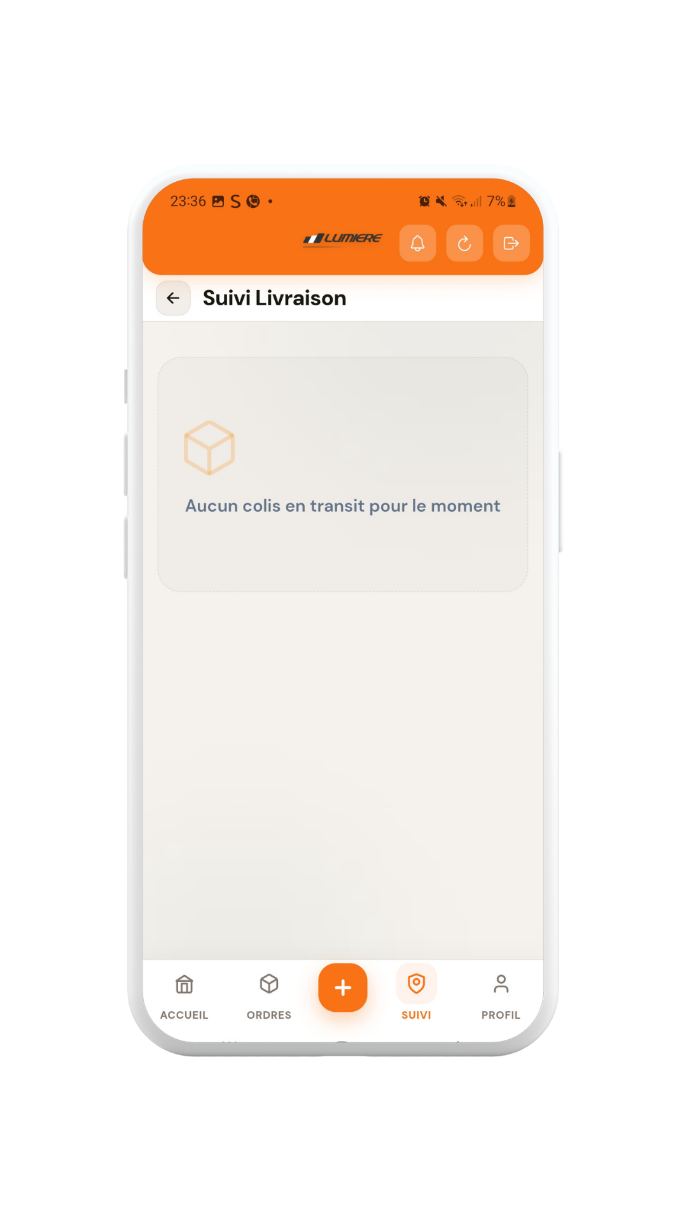 23:36 S 7%
LUMIERE
Suivi Livraison
Aucun colis en transit pour le moment
ACCUEIL ORDRES SUIVI PROFIL